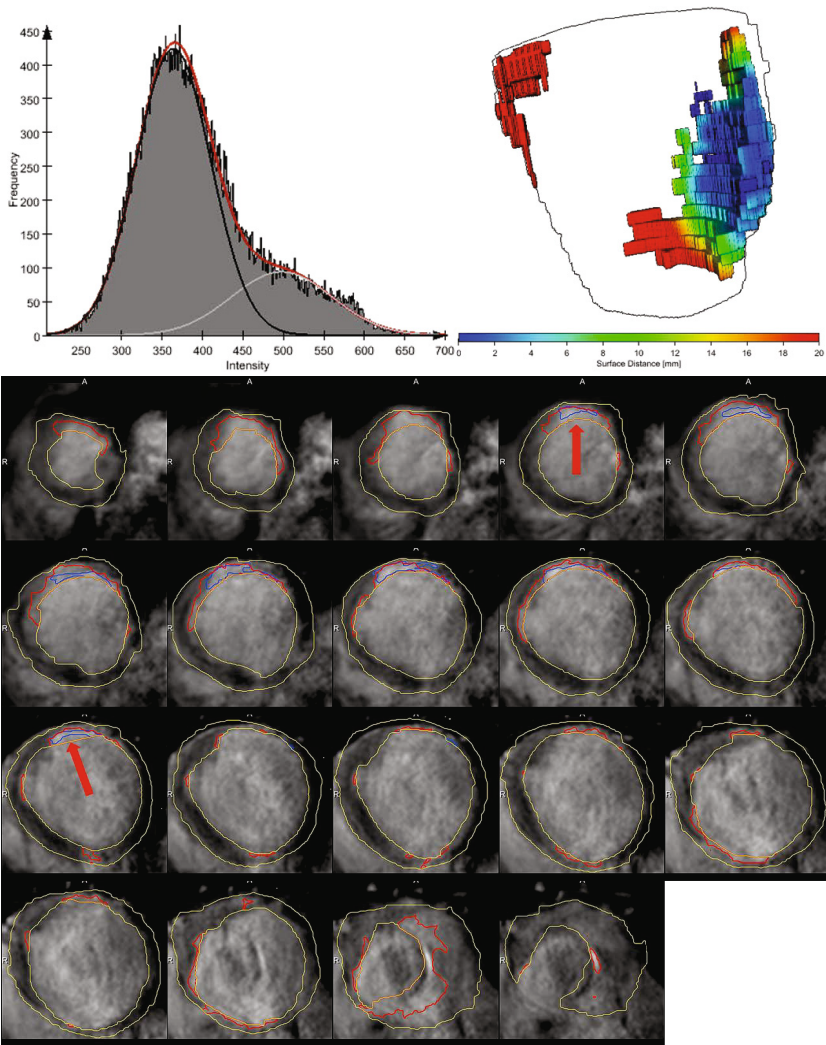 450
400
350
300
250
200
150
100
50
0
Frequency
250 300 350 400 450 500 550 600 650 700
Intensity
0 2 4 6 8 10 12 14 16 18 20
Surface Distance [mm]
A A A A A
R R R R R
A A A A A
R R R R R
R R R R R
R R R R